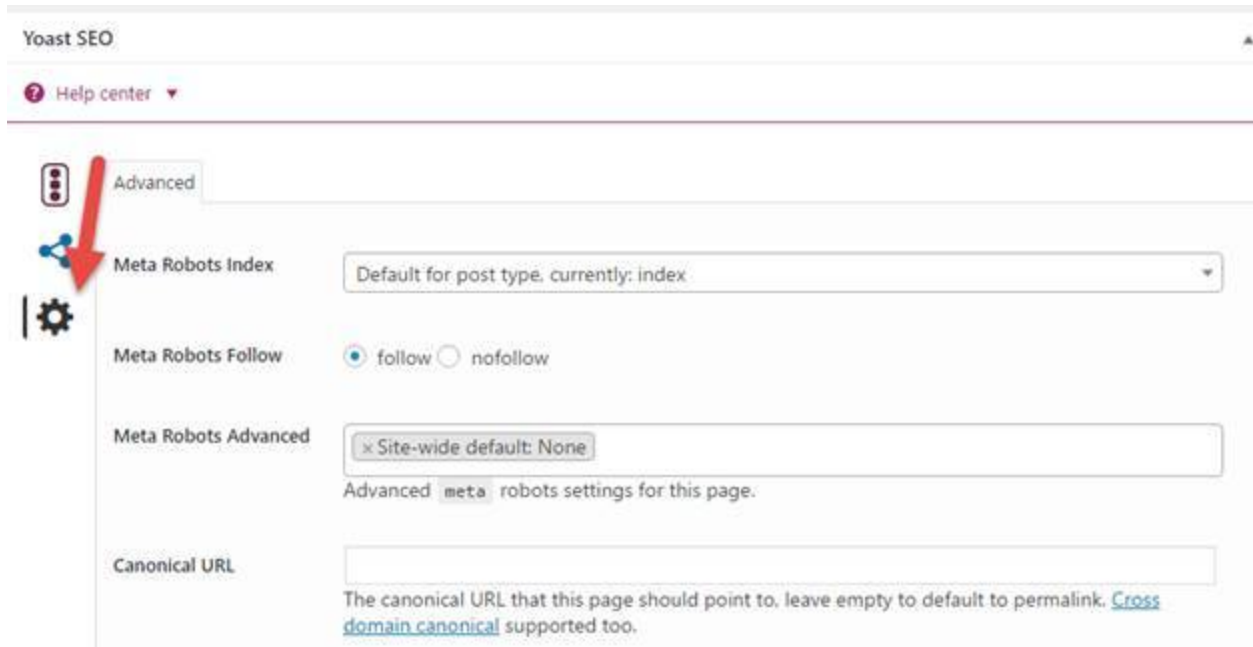 Yoast SEO
Help center
Advanced
Meta Robots Index
Default for post type, currently: index
Meta Robots Follow
follow nofollow
Meta Robots Advanced
× Site-wide default: None
Advanced meta robots settings for this page.
Canonical URL
The canonical URL that this page should point to, leave empty to default to permalink. Cross
domain canonical supported too.